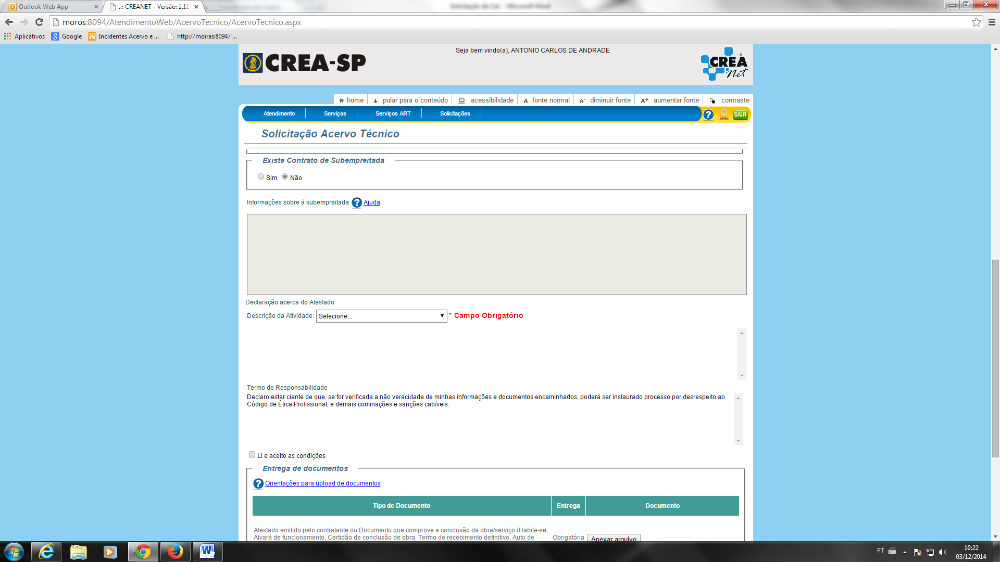 Outlook Web App
.:: CREANET - Versão: 1.11
Solicitação de Cat - Microsoft Word
moros:8094/AtendimentoWeb/AcervoTecnico/AcervoTecnico.aspx
Aplicativos
Google
Incidentes Acervo e ...
http://moiras:8094/ ...
CREA-SP
Seja bem vindo(a), ANTONIO CARLOS DE ANDRADE
CREA
Net
home
pular para o conteúdo
acessibilidade
A fonte normal
A- diminuir fonte
A+ aumentar fonte
contraste
Atendimento
Serviços
Serviços ART
Solicitações
?
SAIR
Solicitação Acervo Técnico
Existe Contrato de Subempreitada
Sim
Não
Informações sobre à subempreitada ? Ajuda
Declaração acerca do Atestado
Descrição da Atividade: Selecione... * Campo Obrigatório
Termo de Responsabilidade
Declaro estar ciente de que, se for verificada a não veracidade de minhas informações e documentos encaminhados, poderá ser instaurado processo por desrespeito ao
Código de Ética Profissional, e demais cominações e sanções cabíveis.
Li e aceito as condições
Entrega de documentos
? Orientações para upload de documentos
Tipo de Documento
Entrega
Documento
Atestado emitido pelo contratante ou Documento que comprove a conclusão da obra/serviço (Habite-se,
Alvará de funcionamento, Certidão de conclusão de obra, Termo de recebimento definitivo, Auto de
Obrigatória
Anexar arquivo
PT
10:22
03/12/2014